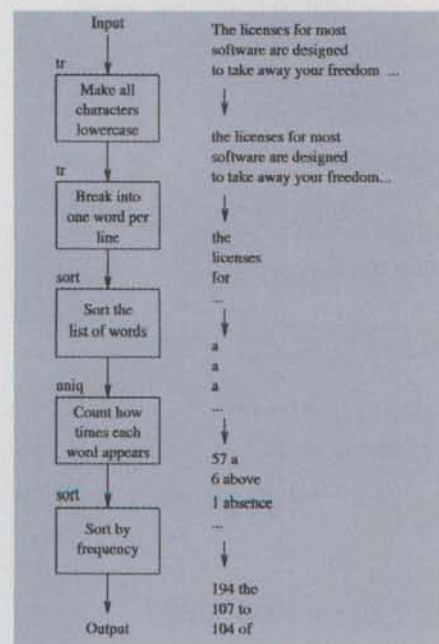 Input
tr
Make all
characters
lowercase
tr
Break into
one word per
line
sort
Sort the
list of words
uniq
Count how
times each
word appears
sort
Sort by
frequency
Output
The licenses for most
software are designed
to take away your freedom ...
the licenses for most
software are designed
to take away your freedom...
the
licenses
for
...
a
a
a
...
57 a
6 above
1 absence
...
194 the
107 to
104 of